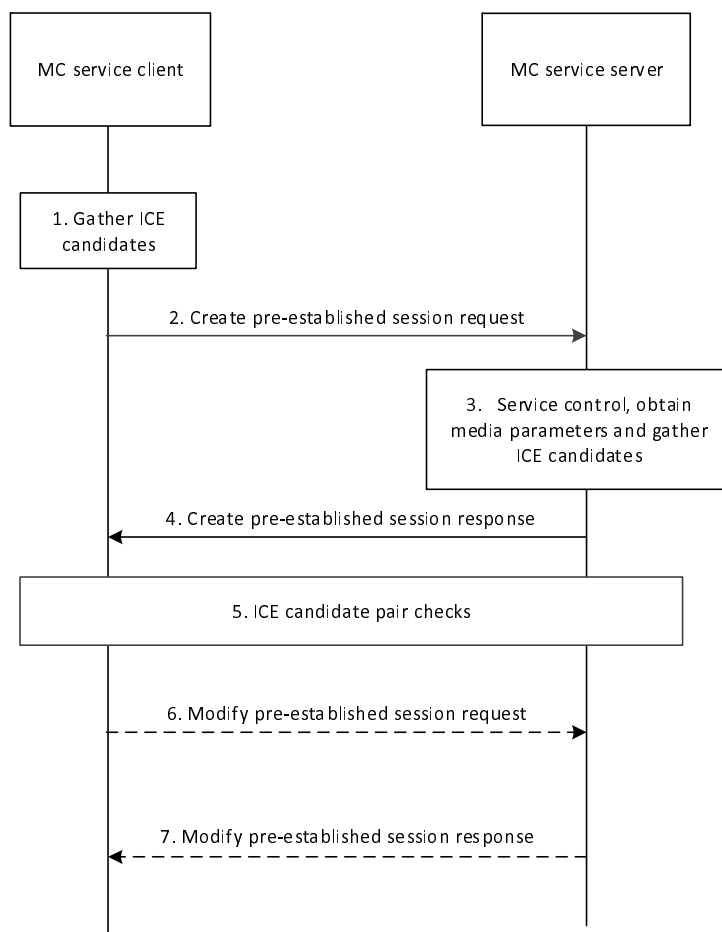 MC service client
MC service server
1. Gather ICE
candidates
2. Create pre-established session request
3. Service control, obtain
media parameters and gather
ICE candidates
4. Create pre-established session response
5. ICE candidate pair checks
6. Modify pre-established session request
7. Modify pre-established session response